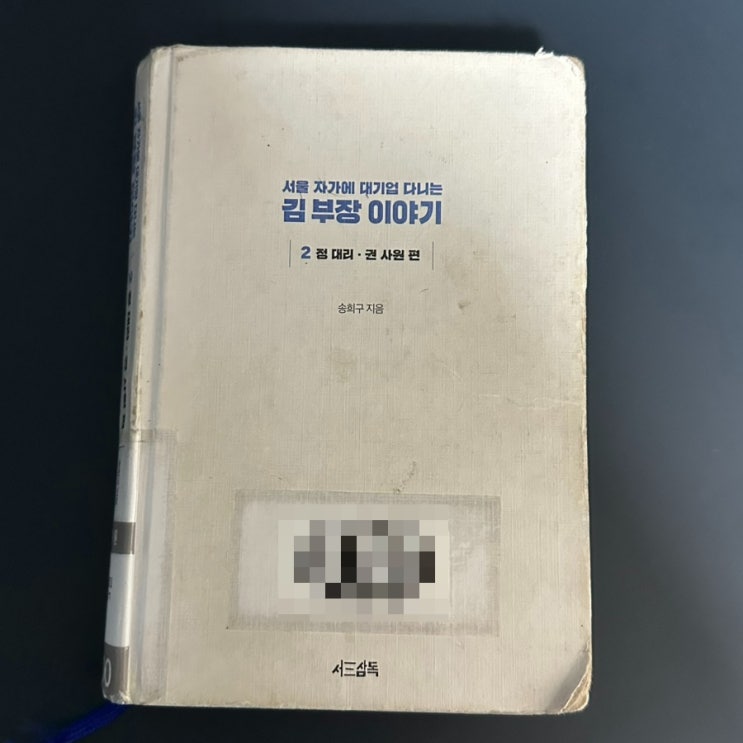 서울 자가에 대기업 다니는
김 부장 이야기
2 정 대리 · 권 사원 편
송희구 지음
서삼독